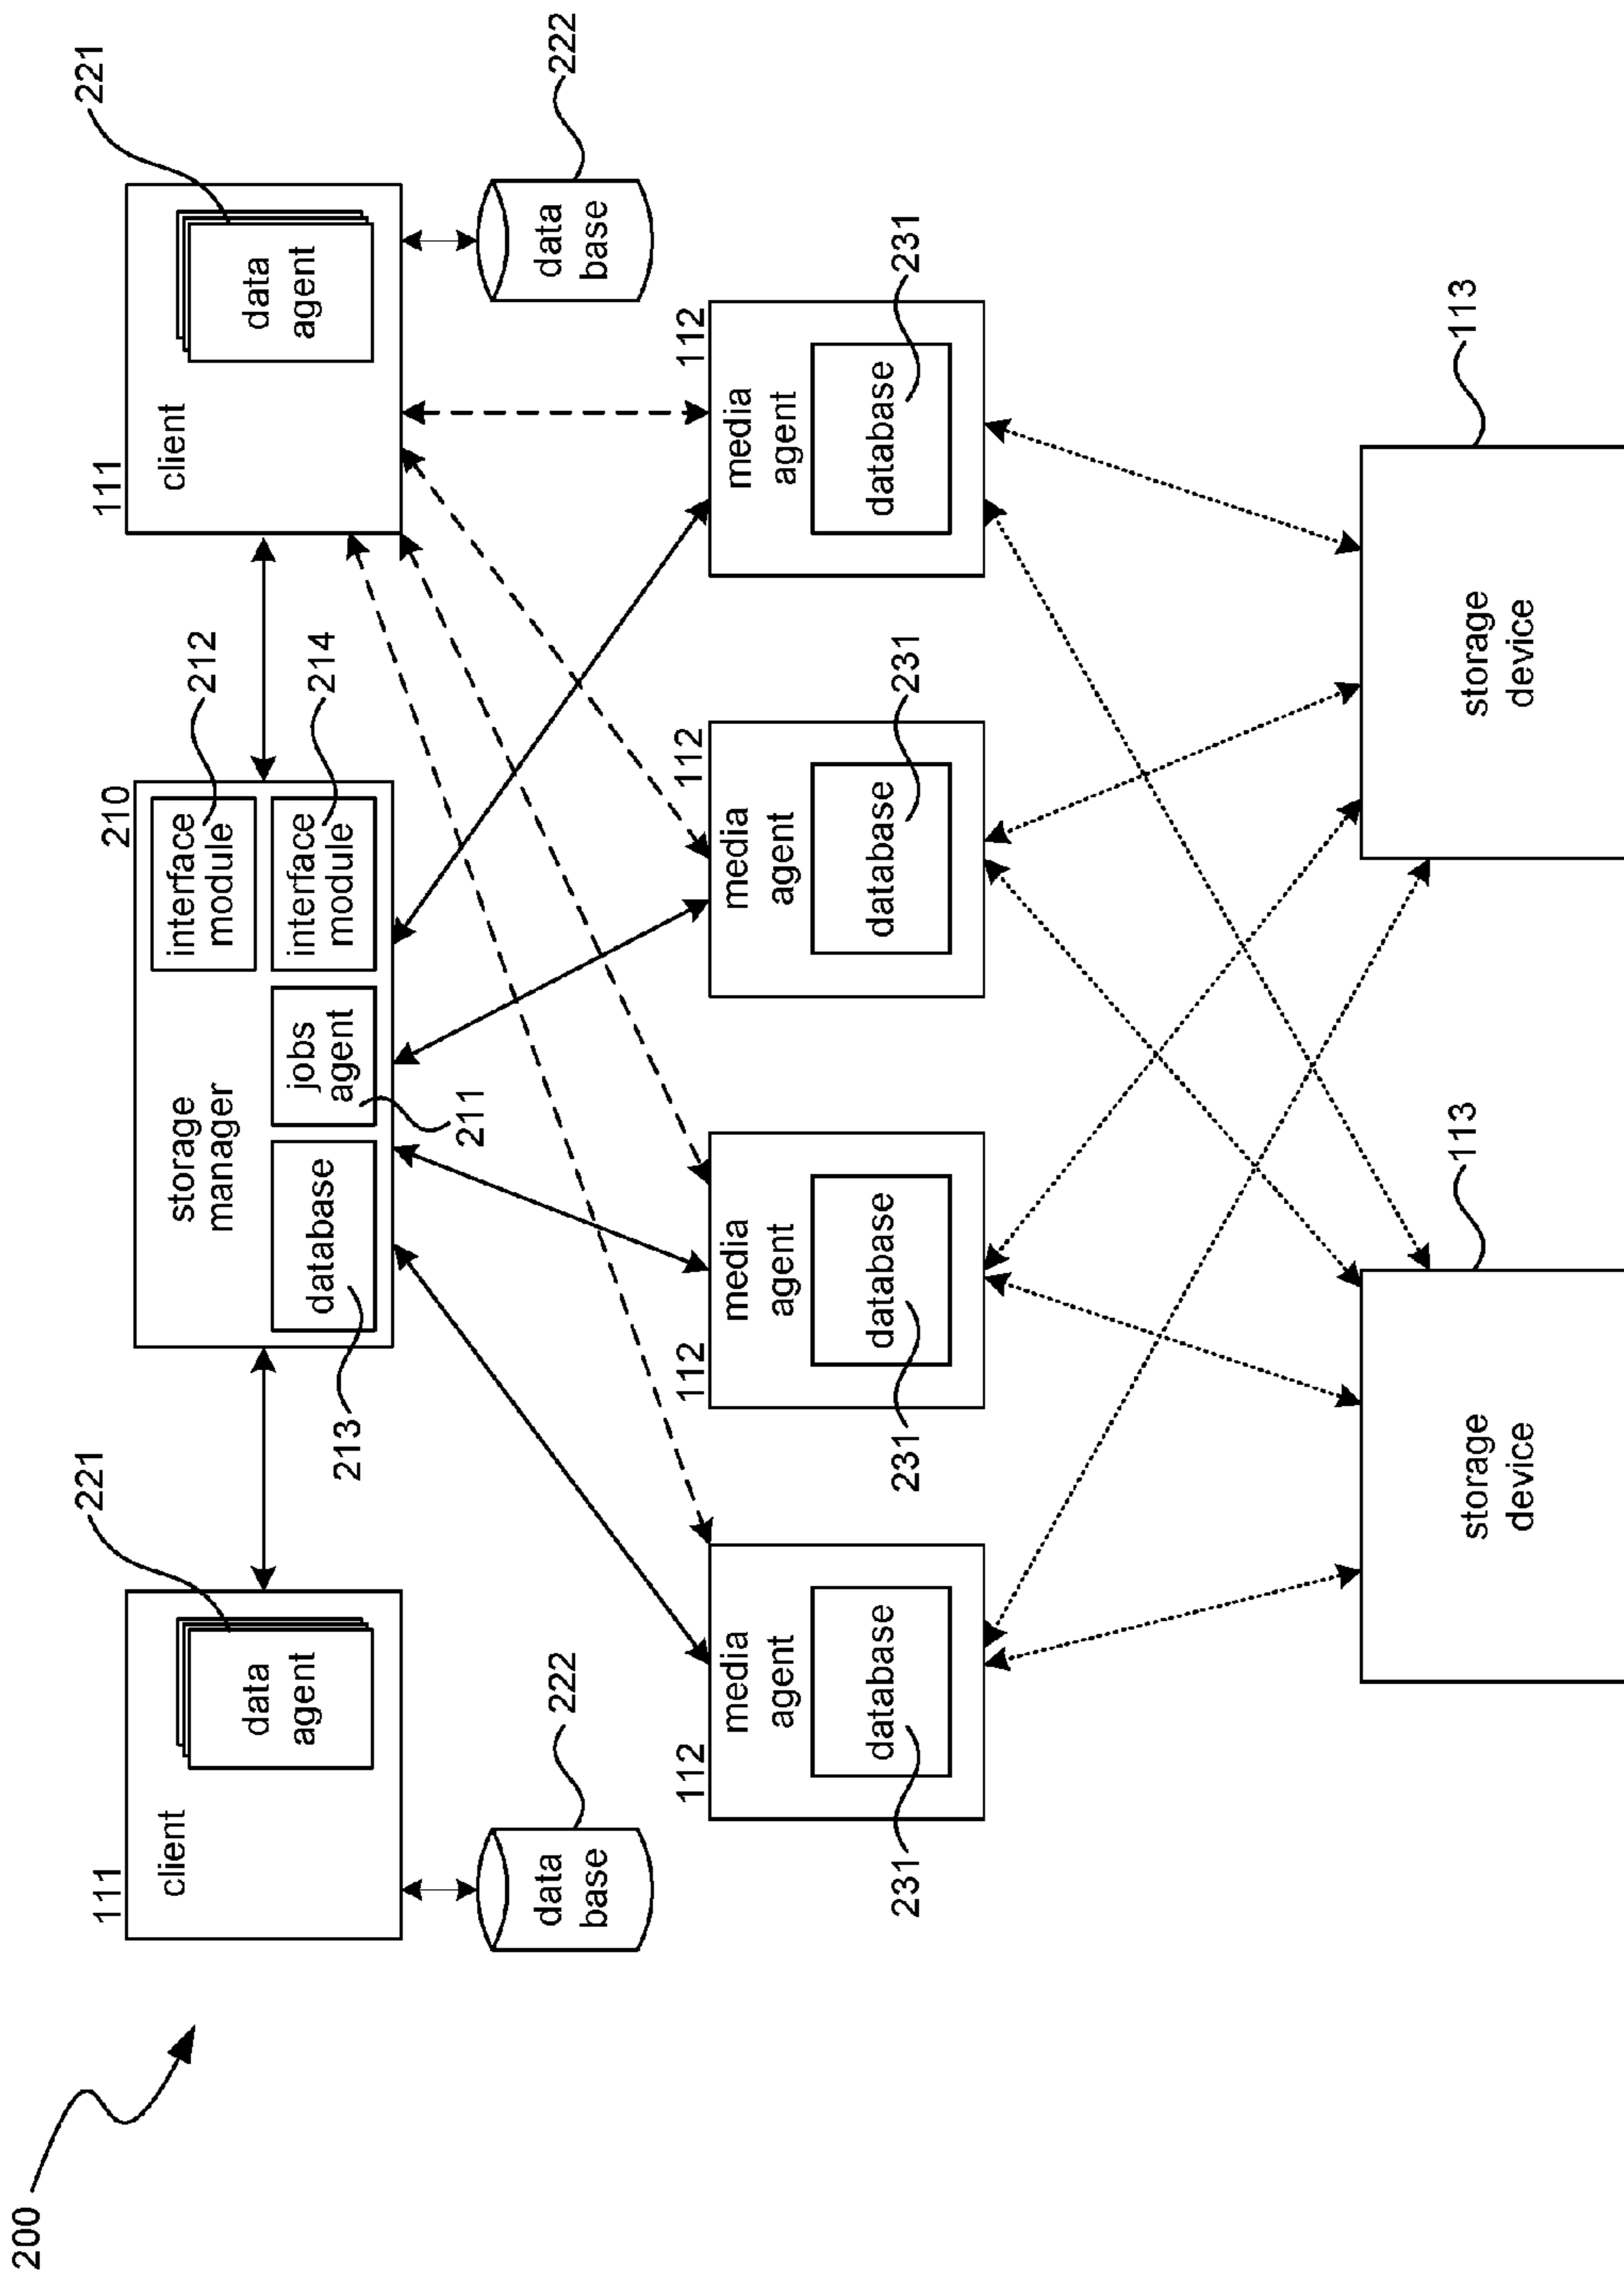 200
111
client
data
agent
221
data
base
222
210
storage
manager
database
213
jobs
agent
211
interface
module
212
interface
module
214
111
client
data
agent
221
data
base
222
112
media
agent
database
231
112
media
agent
database
231
112
media
agent
database
231
112
media
agent
database
231
storage
device
113
storage
device
113